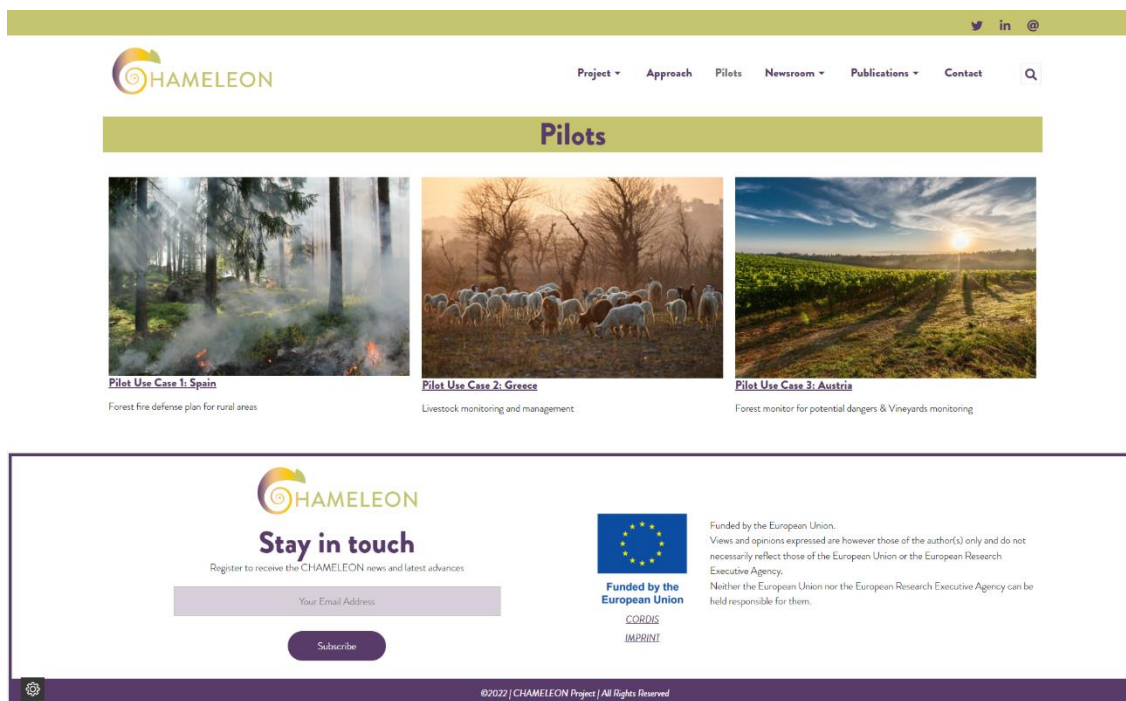 HAMELEON
Project Approach Pilots Newsroom Publications Contact
Pilots
Pilot Use Case 1: Spain
Forest fire defense plan for rural areas
Pilot Use Case 2: Greece
Livestock monitoring and management
Pilot Use Case 3: Austria
Forest monitor for potential dangers & Vineyards monitoring
HAMELEON
Stay in touch
Register to receive the CHAMELEON news and latest advances
Your Email Address
Subscribe
Funded by the
European Union
CORDIS
IMPRINT
Funded by the European Union.
Views and opinions expressed are however those of the author(s) only and do not
necessarily reflect those of the European Union or the European Research
Executive Agency.
Neither the European Union nor the European Research Executive Agency can be
held responsible for them.
©2022 | CHAMELEON Project | All Rights Reserved